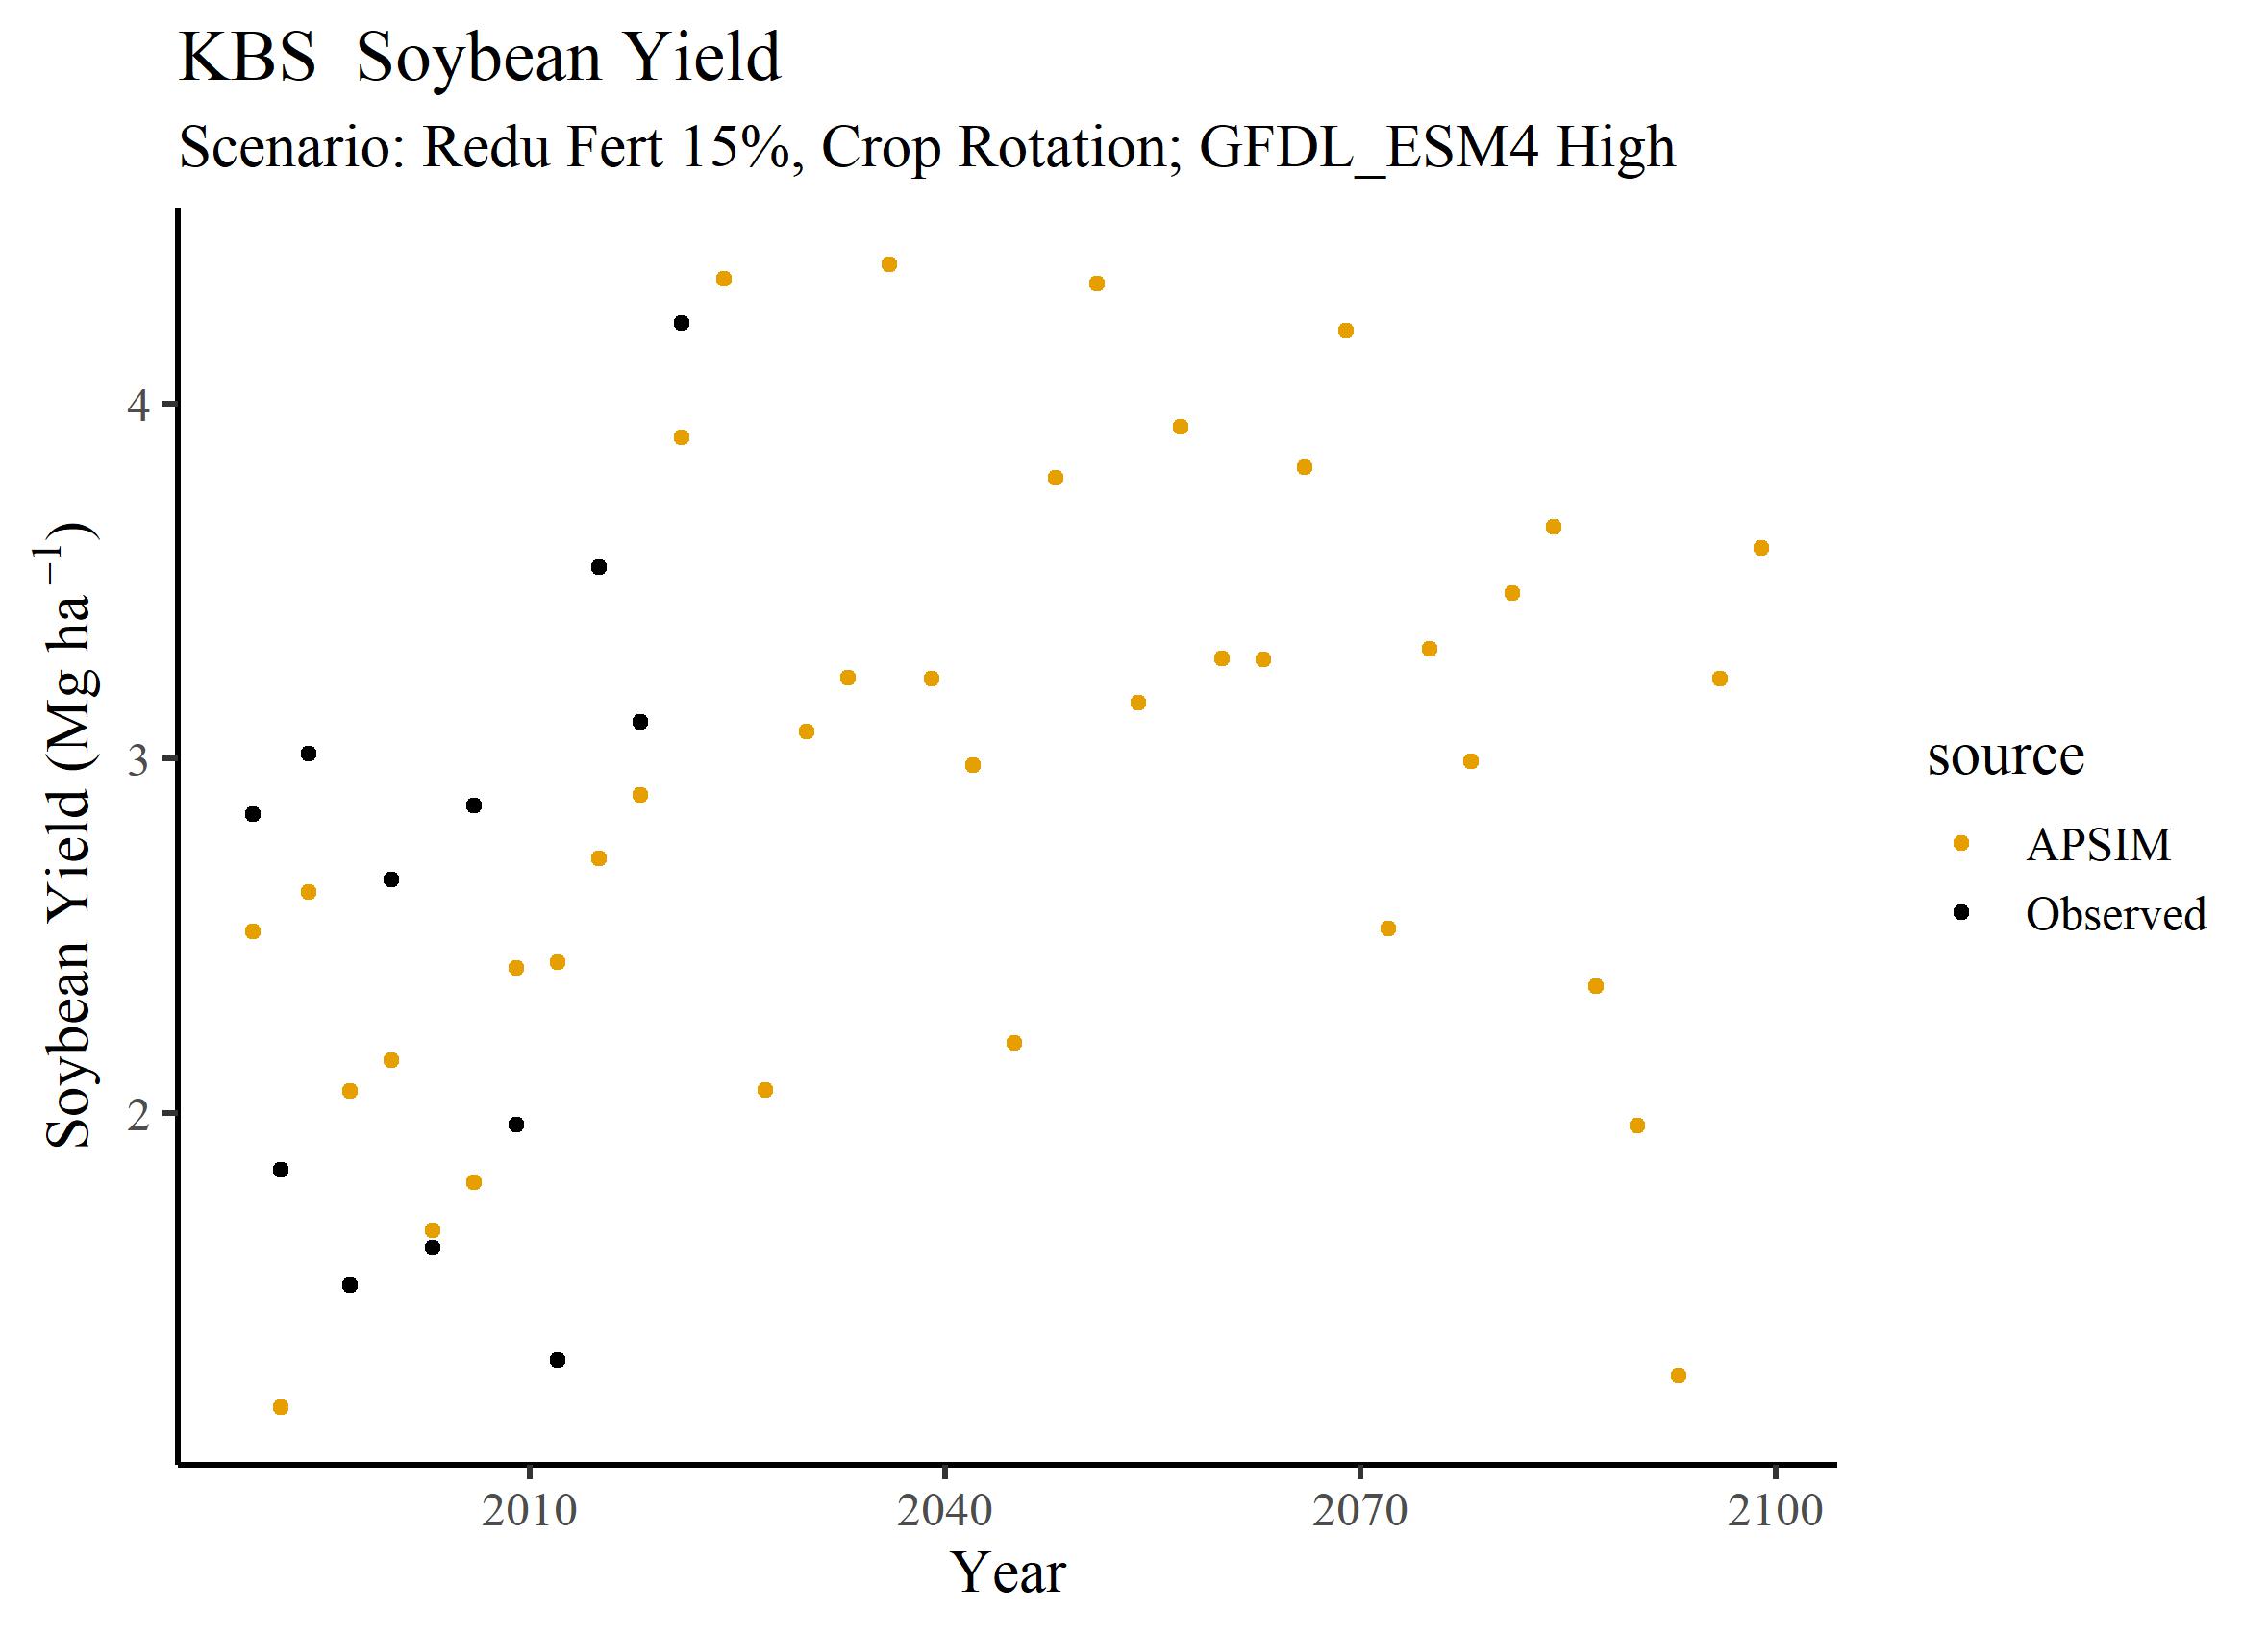 KBS  Soybean Yield
Scenario: Redu Fert 15%, Crop Rotation; GFDL_ESM4 High
Soybean Yield (Mg ha⁻¹)
4
3
2
2010
2040
2070
2100
Year
source
APSIM
Observed